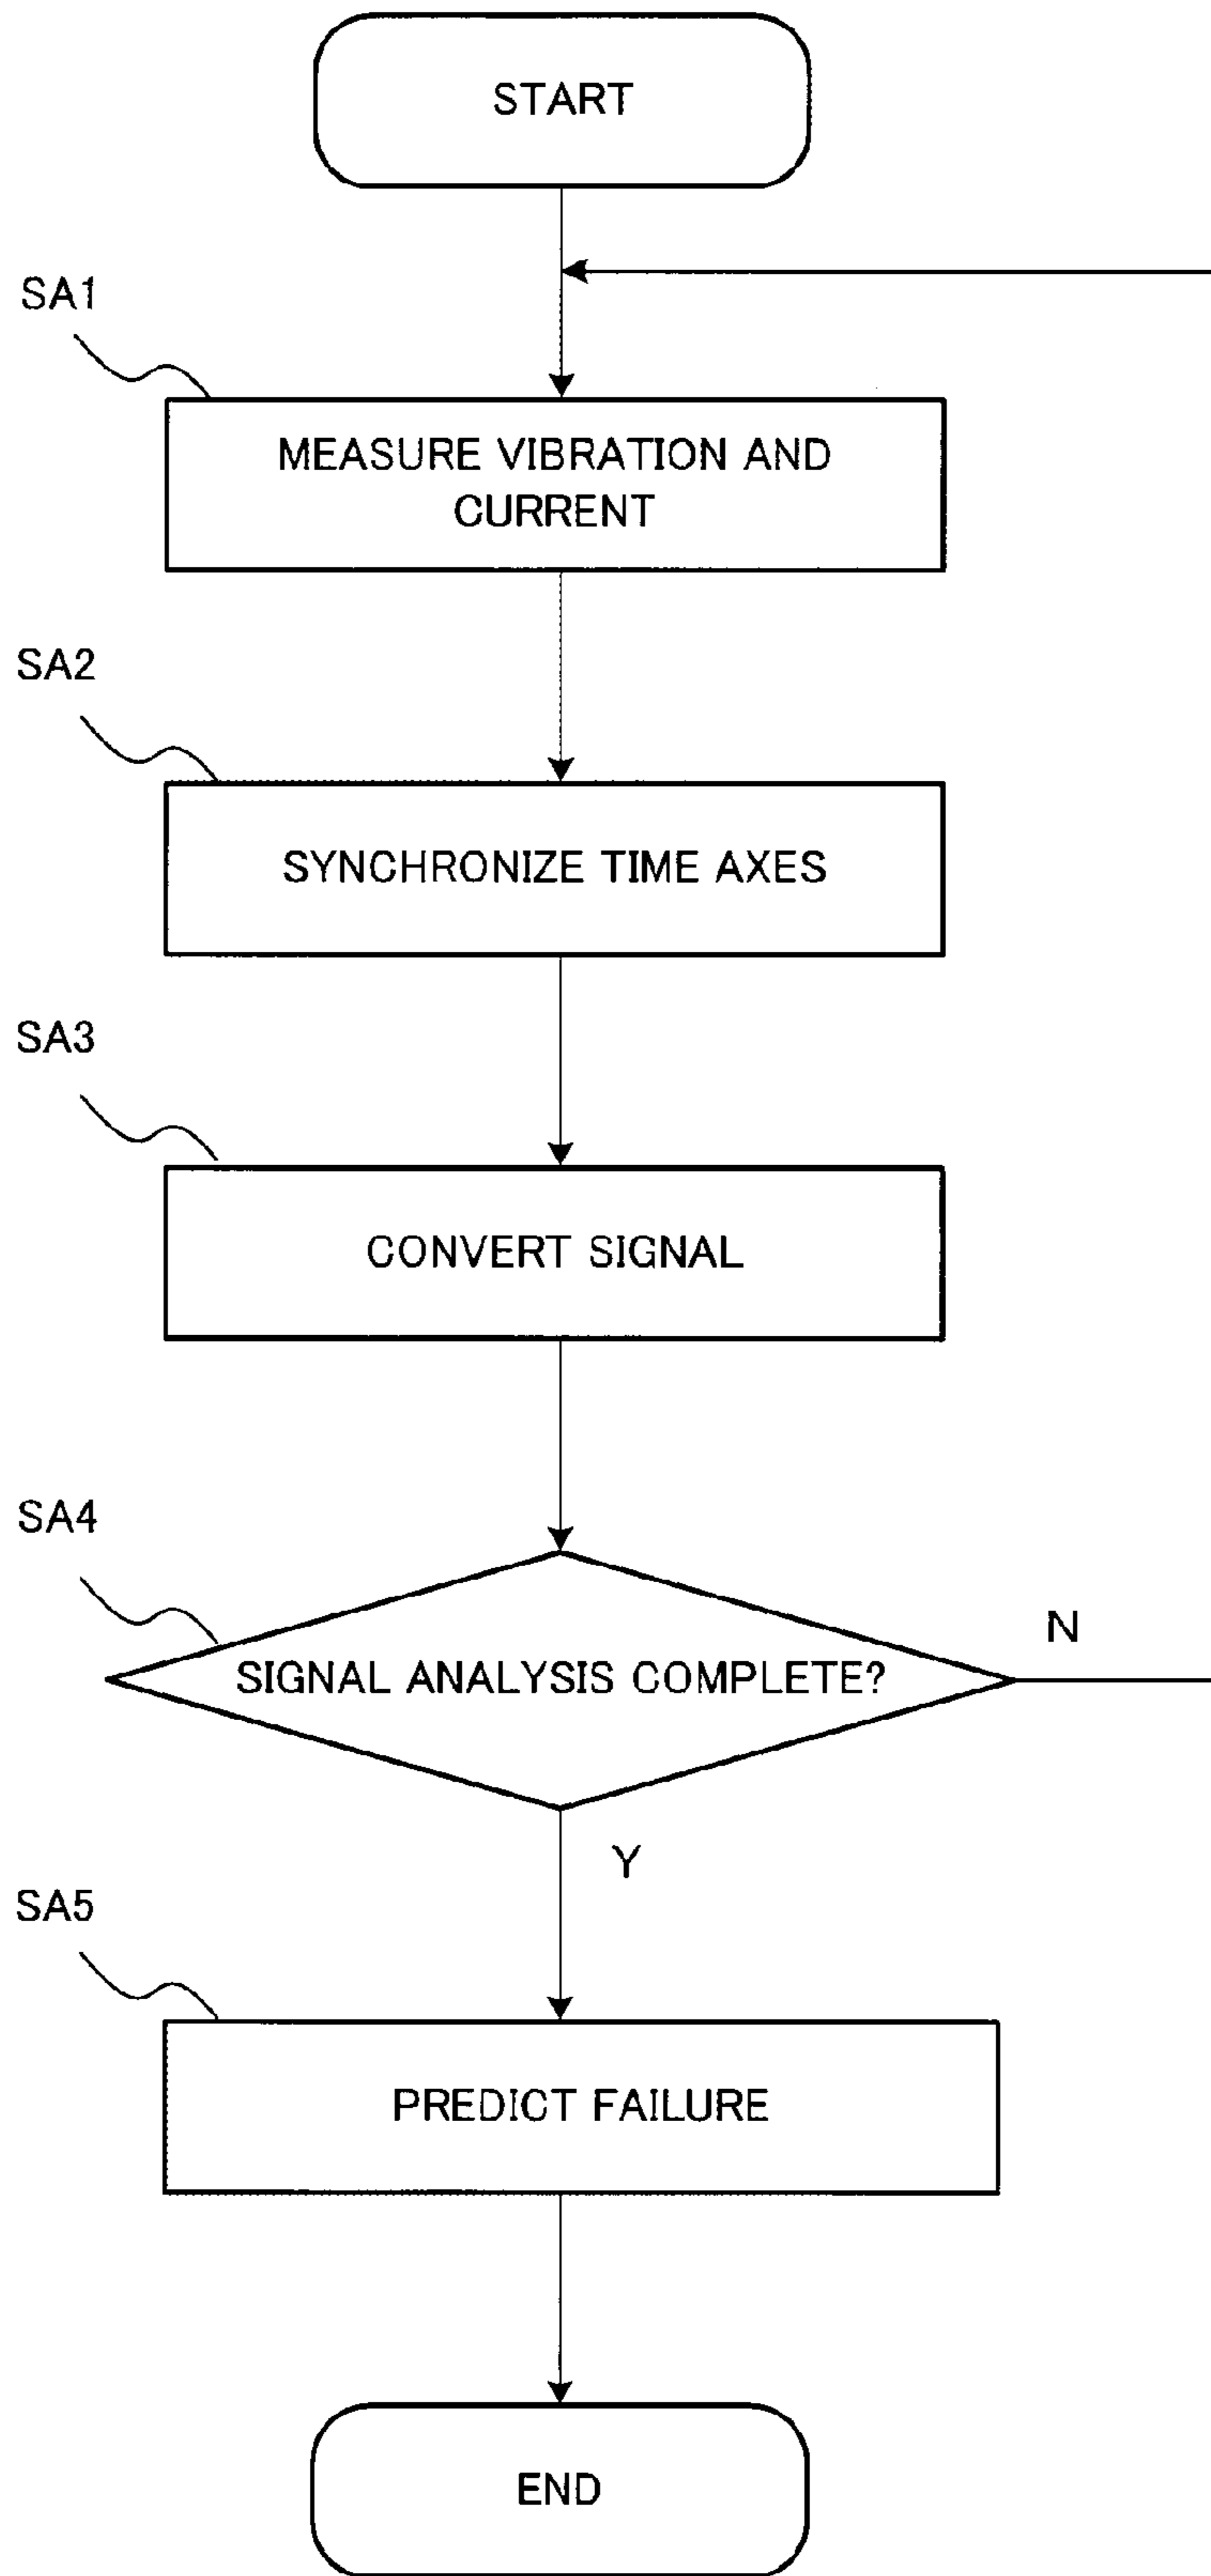 START
SA1
MEASURE VIBRATION AND
CURRENT
SA2
SYNCHRONIZE TIME AXES
SA3
CONVERT SIGNAL
SA4
SIGNAL ANALYSIS COMPLETE?
N
Y
SA5
PREDICT FAILURE
END